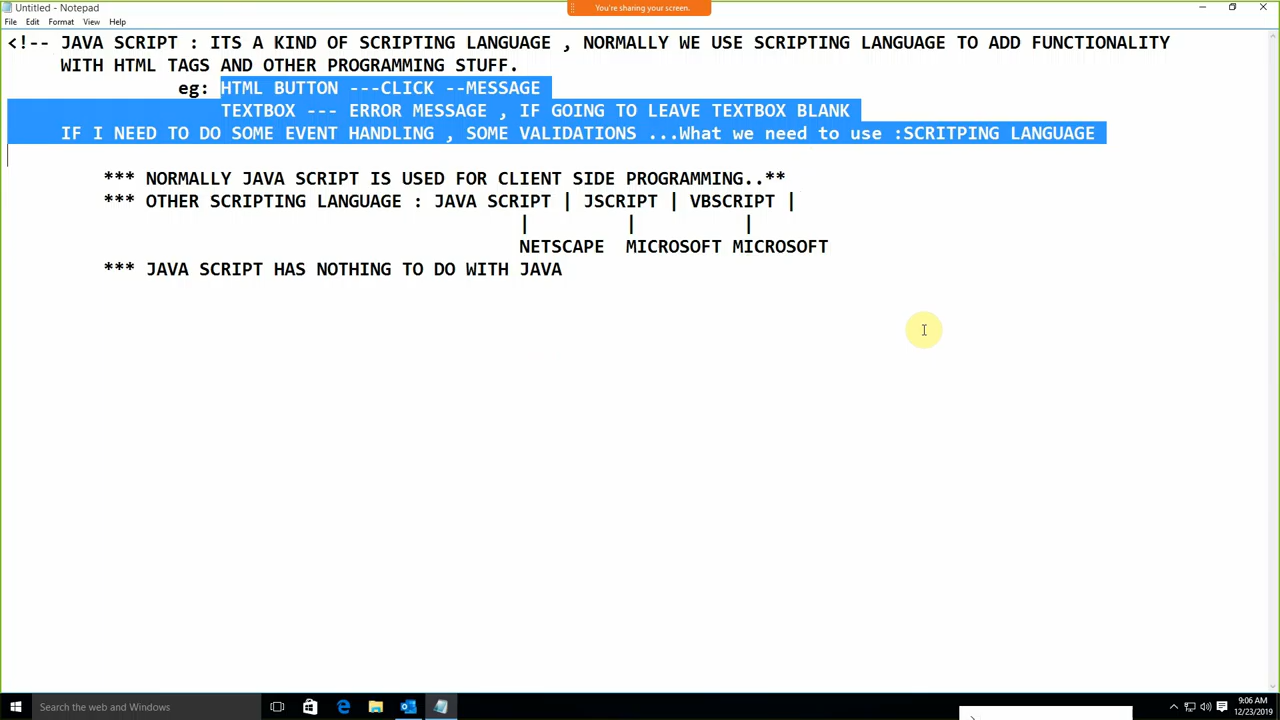 Untitled - Notepad
You're sharing your screen.
File Edit Format View Help
<!-- JAVA SCRIPT : ITS A KIND OF SCRIPTING LANGUAGE , NORMALLY WE USE SCRIPTING LANGUAGE TO ADD FUNCTIONALITY
WITH HTML TAGS AND OTHER PROGRAMMING STUFF.
eg: HTML BUTTON ---CLICK --MESSAGE
TEXTBOX --- ERROR MESSAGE , IF GOING TO LEAVE TEXTBOX BLANK
IF I NEED TO DO SOME EVENT HANDLING , SOME VALIDATIONS ...What we need to use :SCRITPING LANGUAGE
*** NORMALLY JAVA SCRIPT IS USED FOR CLIENT SIDE PROGRAMMING..**
*** OTHER SCRIPTING LANGUAGE : JAVA SCRIPT | JSCRIPT | VBSCRIPT |
| | |
NETSCAPE MICROSOFT MICROSOFT
*** JAVA SCRIPT HAS NOTHING TO DO WITH JAVA
Search the web and Windows
9:06 AM
12/23/2019